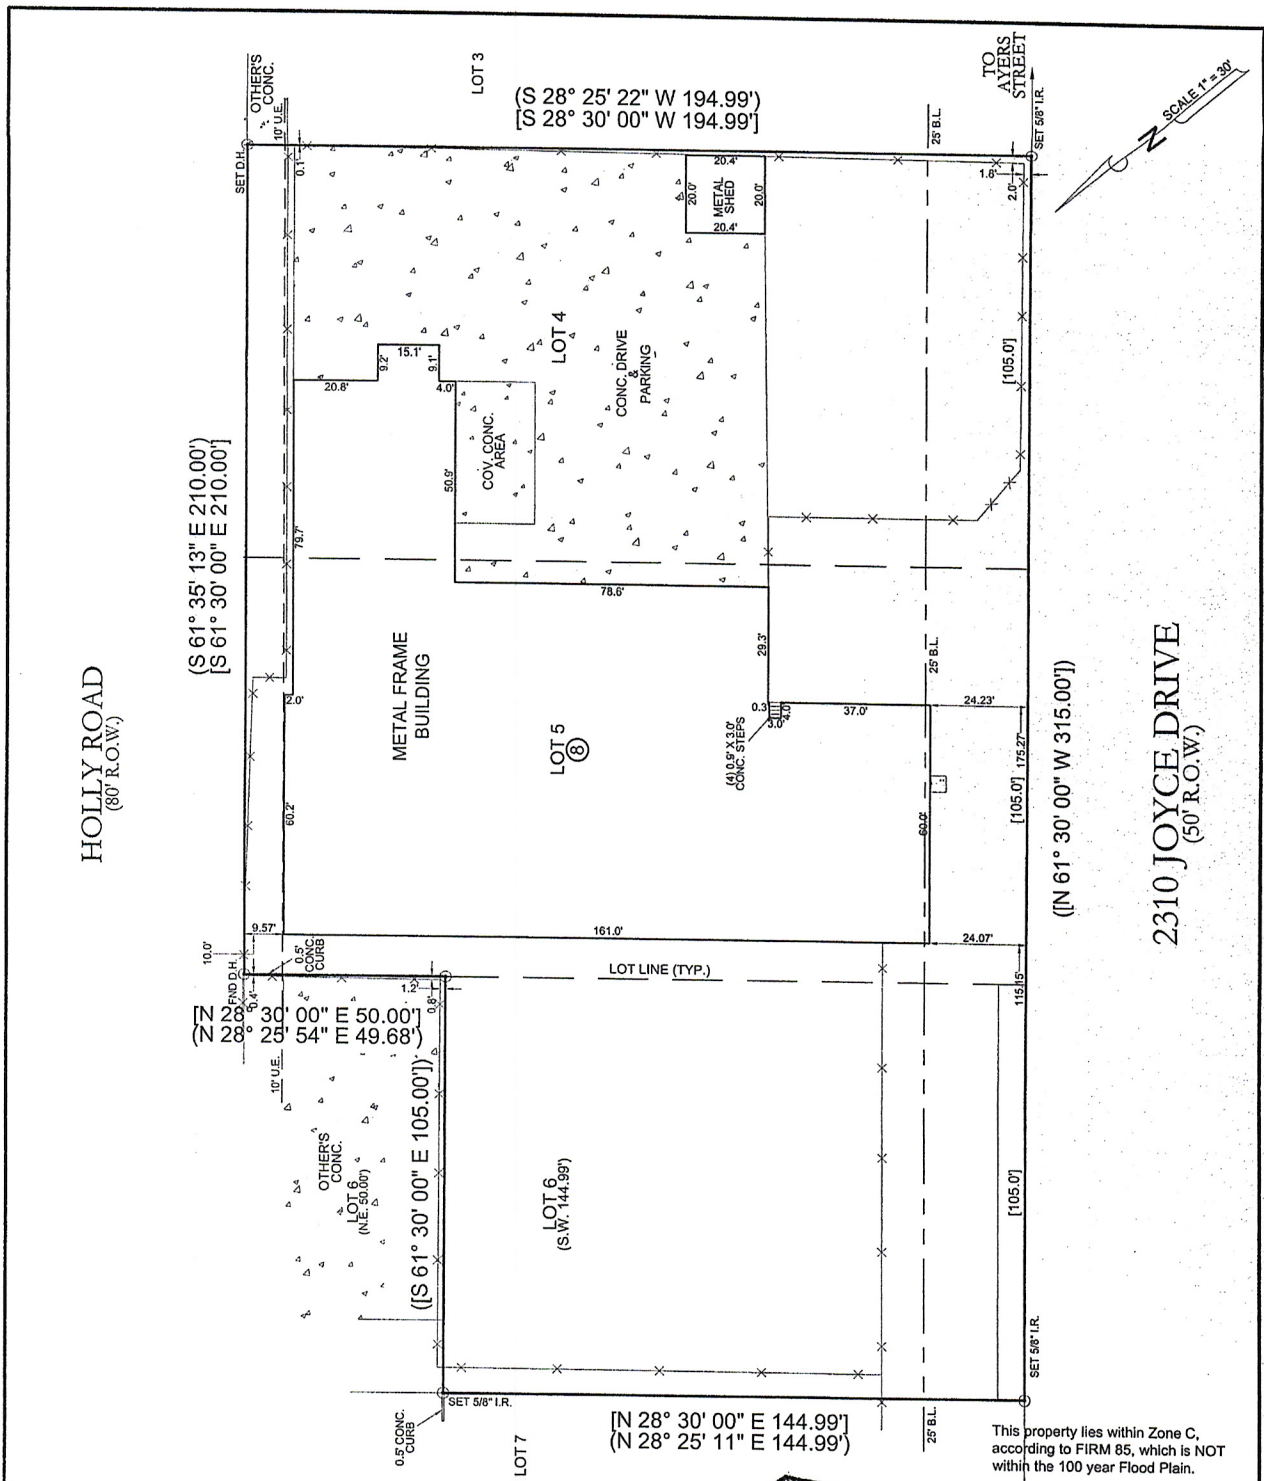 OTHER'S
CONC.
10' U.E.
SET D.H.
0.1'
LOT 3
(S 28° 25' 22" W 194.99')
[S 28° 30' 00" W 194.99']
25' B.L.
TO
AYERS
STREET
SET 5/8" I.R.
N
SCALE 1" = 30'
1.8'
2.0'
20.4'
20.0'
METAL
SHED
20.0'
20.4'
LOT 4
CONC. DRIVE
&
PARKING
[105.0']
15.1'
9.2'
9.1'
20.8'
4.0'
COV. CONC.
AREA
50.9'
79.7'
(S 61° 35' 13" E 210.00')
[S 61° 30' 00" E 210.00']
78.6'
29.3'
METAL FRAME
BUILDING
25' B.L.
HOLLY ROAD
(80' R.O.W.)
2.0'
LOT 5
8
0.3'
3.0'
4.0'
37.0'
24.23'
(4) 0.9' X 3.0'
CONC. STEPS
60.2'
60.0'
175.27'
[105.0']
([N 61° 30' 00" W 315.00'])
2310 JOYCE DRIVE
(50' R.O.W.)
9.57'
161.0'
24.07'
10.0'
0.5'
CONC.
CURB
LOT LINE (TYP.)
FND D.H.
0.4'
1.2'
0.8'
115.15'
[N 28° 30' 00" E 50.00']
(N 28° 25' 54" E 49.68')
10' U.E.
([S 61° 30' 00" E 105.00'])
OTHER'S
CONC.
LOT 6
(N.E. 50.00')
LOT 6
(S.W. 144.99')
[105.0']
SET 5/8" I.R.
SET 5/8" I.R.
0.5' CONC.
CURB
LOT 7
[N 28° 30' 00" E 144.99']
(N 28° 25' 11" E 144.99')
25' B.L.
This property lies within Zone C,
according to FIRM 85, which is NOT
within the 100 year Flood Plain.